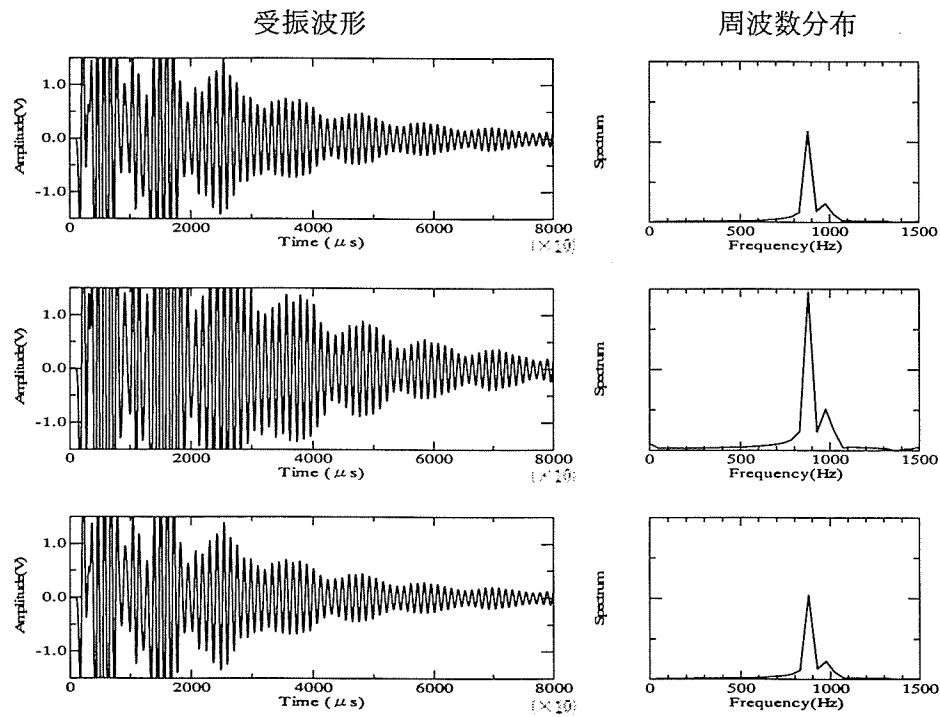 受振波形
周波数分布
Amplitude(V)
1.0
0.0
-1.0
0 2000 4000 6000 8000
Time ( μ s)
(×10)
Spectrum
0 500 1000 1500
Frequency(Hz)
Amplitude(V)
1.0
0.0
-1.0
0 2000 4000 6000 8000
Time ( μ s)
(×10)
Spectrum
0 500 1000 1500
Frequency(Hz)
Amplitude(V)
1.0
0.0
-1.0
0 2000 4000 6000 8000
Time ( μ s)
(×10)
Spectrum
0 500 1000 1500
Frequency(Hz)